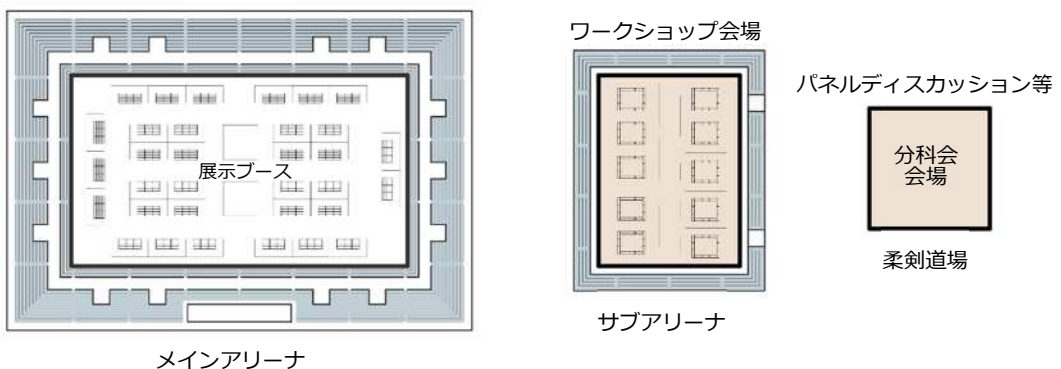 ワークショップ会場
パネルディスカッション等
展示ブース
分科会
会場
柔剣道場
サブアリーナ
メインアリーナ